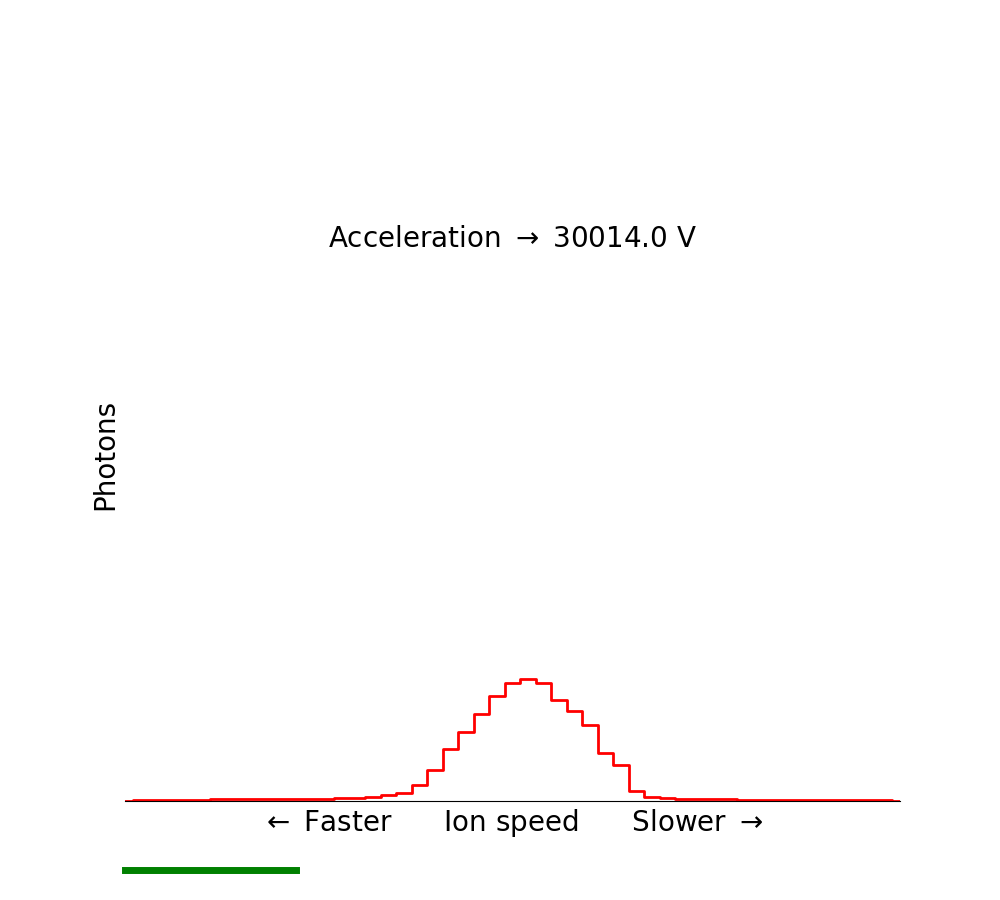 Acceleration → 30014.0 V
Photons
← Faster Ion speed Slower →